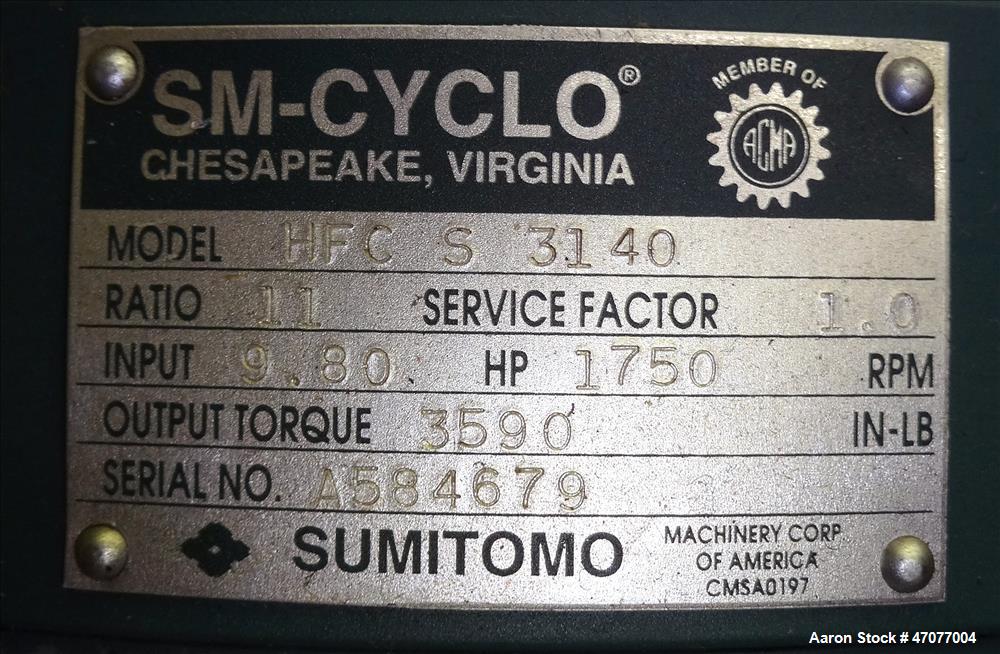 SM-CYCLO®
CHESAPEAKE, VIRGINIA
MEMBER OF
AGMA
MODEL HFC S 3140
RATIO 11 SERVICE FACTOR 1.0
INPUT 9.80 HP 1750 RPM
OUTPUT TORQUE 3590 IN-LB
SERIAL NO. A584679
SUMITOMO
MACHINERY CORP
OF AMERICA
CMSA0197
Aaron Stock # 47077004